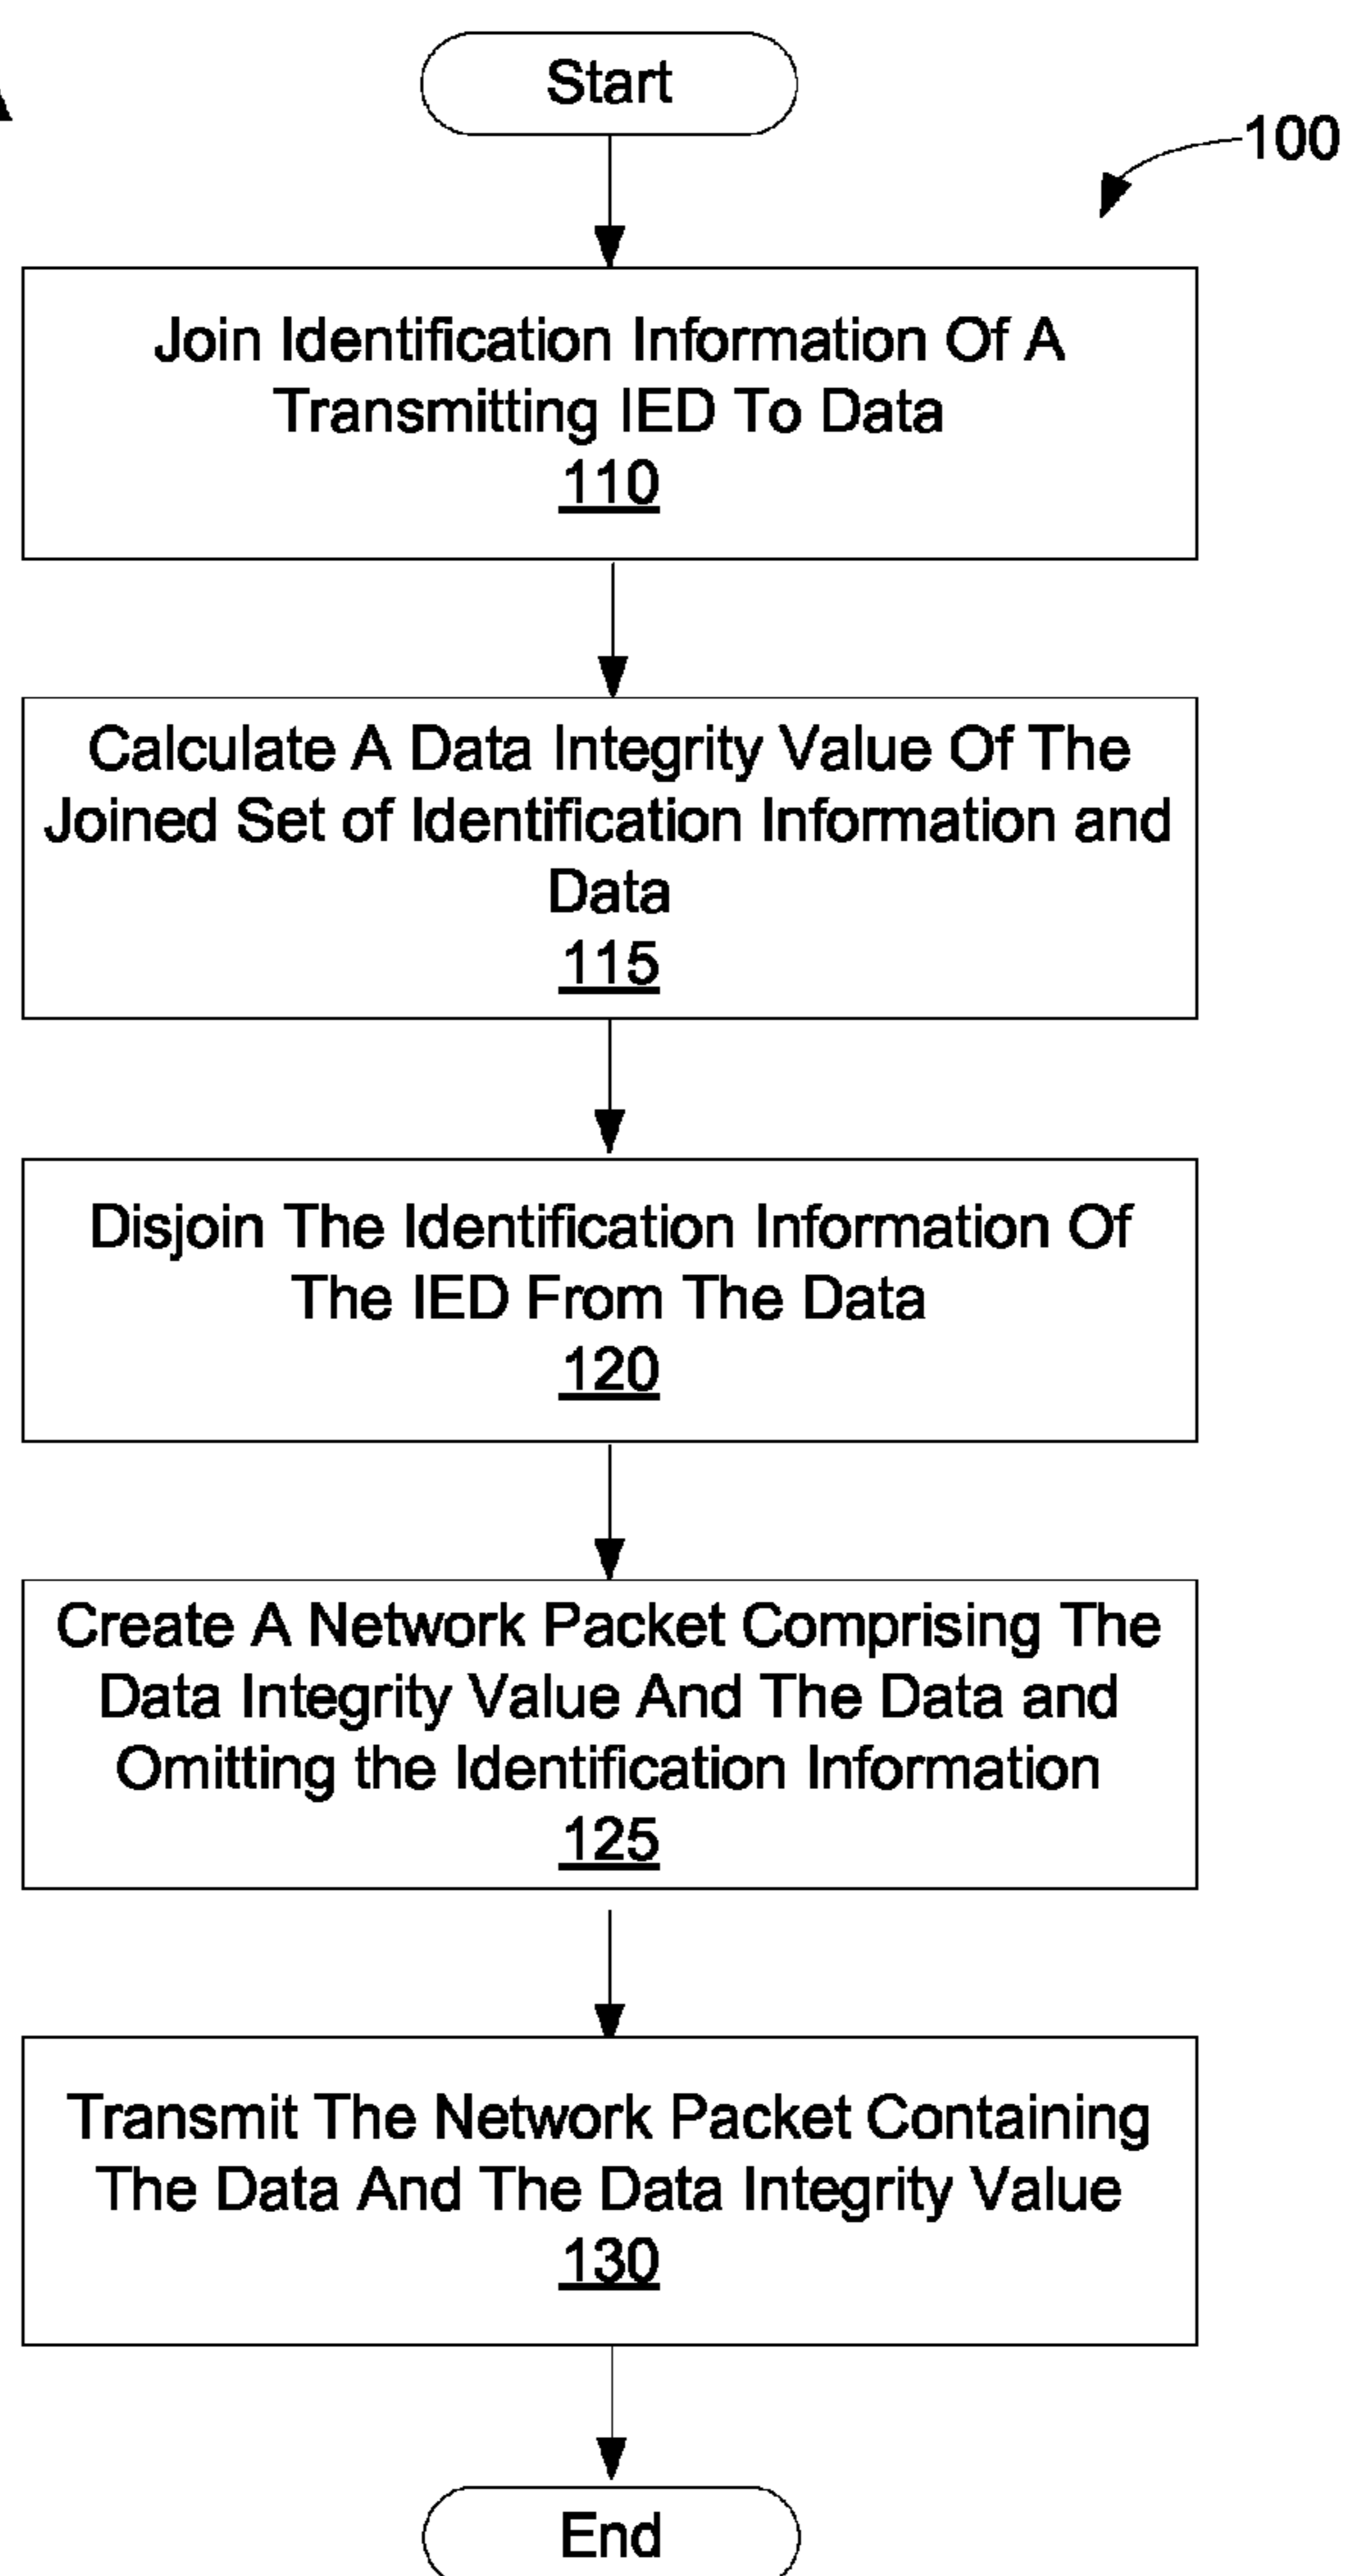 Start
100
Join Identification Information Of A
Transmitting IED To Data
110
Calculate A Data Integrity Value Of The
Joined Set of Identification Information and
Data
115
Disjoin The Identification Information Of
The IED From The Data
120
Create A Network Packet Comprising The
Data Integrity Value And The Data and
Omitting the Identification Information
125
Transmit The Network Packet Containing
The Data And The Data Integrity Value
130
End